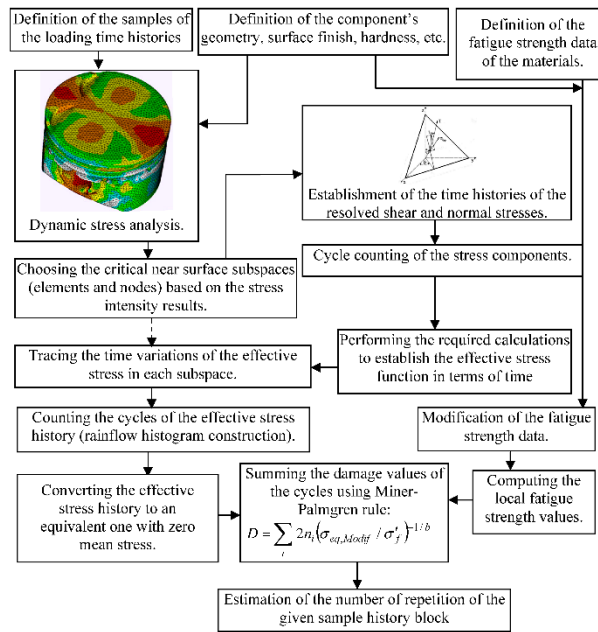 Definition of the samples of
the loading time histories
Definition of the component's
geometry, surface finish, hardness, etc.
Definition of the
fatigue strength data
of the materials.
Dynamic stress analysis.
Establishment of the time histories of the
resolved shear and normal stresses.
Choosing the critical near surface subspaces
(elements and nodes) based on the stress
intensity results.
Cycle counting of the stress components.
Tracing the time variations of the effective
stress in each subspace.
Performing the required calculations
to establish the effective stress
function in terms of time
Counting the cycles of the effective stress
history (rainflow histogram construction).
Modification of the fatigue
strength data.
Converting the effective
stress history to an
equivalent one with zero
mean stress.
Summing the damage values of
the cycles using Miner-
Palmgren rule:
D = ∑ 2n_i(σ_{eq,Modif} / σ'_f)^{-1/b}
i
Computing the
local fatigue
strength values.
Estimation of the number of repetition of the
given sample history block